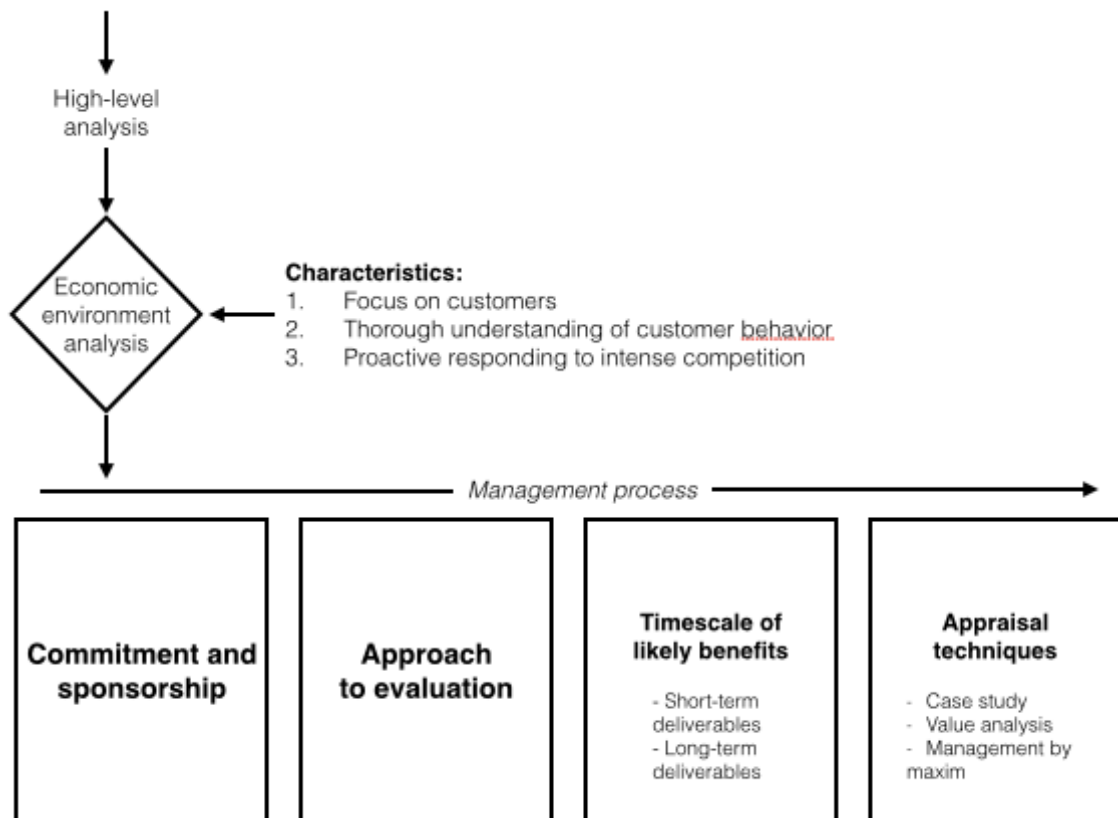 High-level
analysis
Economic
environment
analysis
Characteristics:
1. Focus on customers
2. Thorough understanding of customer behavior
3. Proactive responding to intense competition
Management process
Commitment and
sponsorship
Approach
to evaluation
Timescale of
likely benefits
- Short-term
deliverables
- Long-term
deliverables
Appraisal
techniques
- Case study
- Value analysis
- Management by
maxim